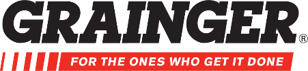 GRAINGER®
FOR THE ONES WHO GET IT DONE